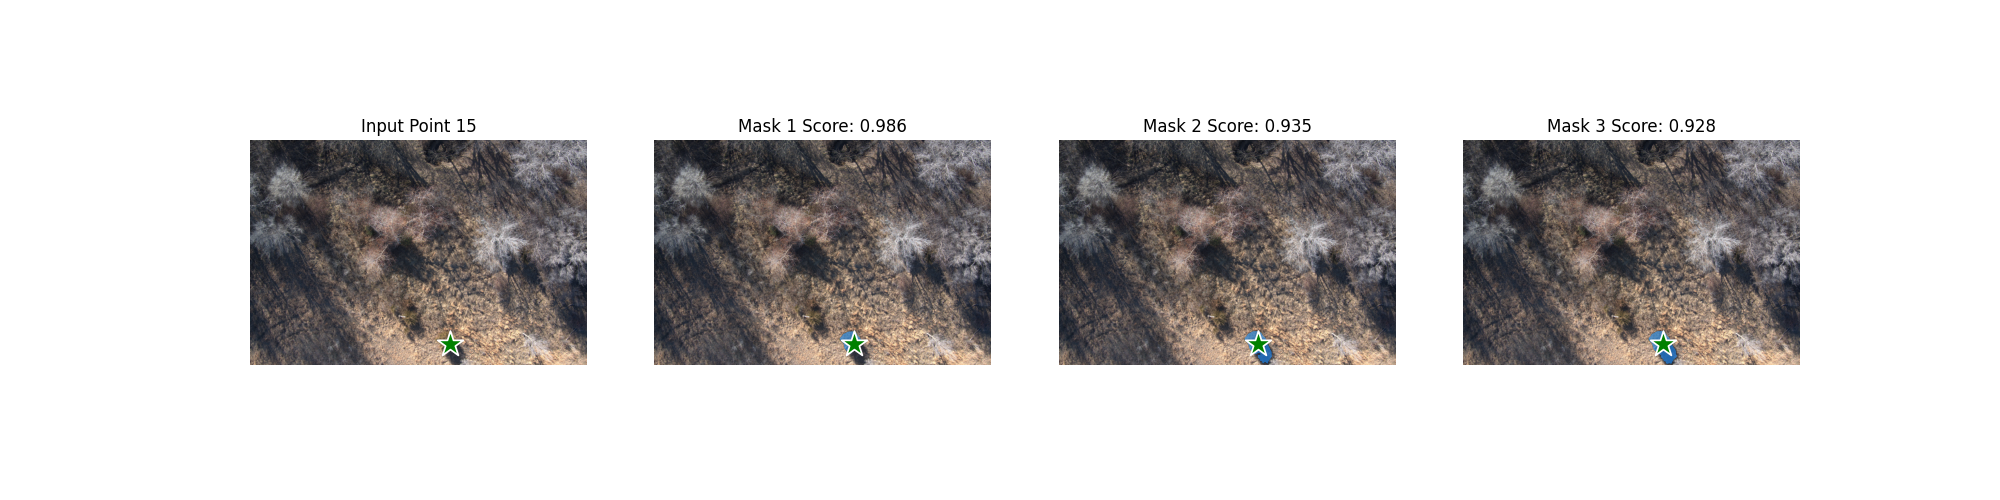 Input Point 15
Mask 1 Score: 0.986
Mask 2 Score: 0.935
Mask 3 Score: 0.928